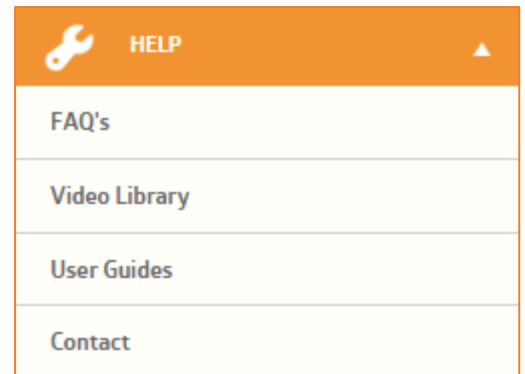 HELP
FAQ's
Video Library
User Guides
Contact